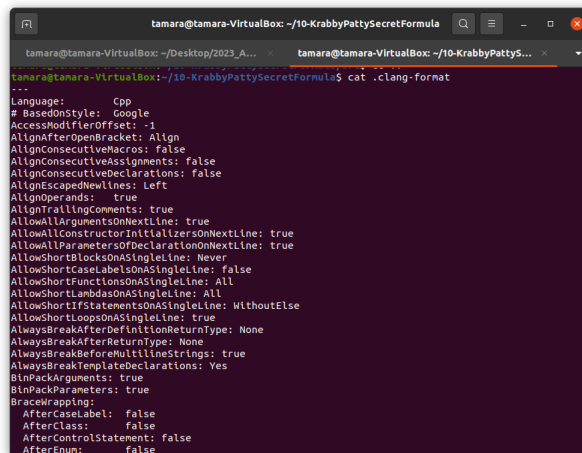 tamara@tamara-VirtualBox: ~/10-KrabbyPattySecretFormula
tamara@tamara-VirtualBox: ~/Desktop/2023_A...
tamara@tamara-VirtualBox: ~/10-KrabbyPattyS...
tamara@tamara-VirtualBox:~/10-KrabbyPattySecretFormula$ cat .clang-format
---
Language:        Cpp
# BasedOnStyle:  Google
AccessModifierOffset: -1
AlignAfterOpenBracket: Align
AlignConsecutiveMacros: false
AlignConsecutiveAssignments: false
AlignConsecutiveDeclarations: false
AlignEscapedNewlines: Left
AlignOperands:   true
AlignTrailingComments: true
AllowAllArgumentsOnNextLine: true
AllowAllConstructorInitializersOnNextLine: true
AllowAllParametersOfDeclarationOnNextLine: true
AllowShortBlocksOnASingleLine: Never
AllowShortCaseLabelsOnASingleLine: false
AllowShortFunctionsOnASingleLine: All
AllowShortLambdasOnASingleLine: All
AllowShortIfStatementsOnASingleLine: WithoutElse
AllowShortLoopsOnASingleLine: true
AlwaysBreakAfterDefinitionReturnType: None
AlwaysBreakAfterReturnType: None
AlwaysBreakBeforeMultilineStrings: true
AlwaysBreakTemplateDeclarations: Yes
BinPackArguments: true
BinPackParameters: true
BraceWrapping:
  AfterCaseLabel:  false
  AfterClass:      false
  AfterControlStatement: false
  AfterEnum:       false